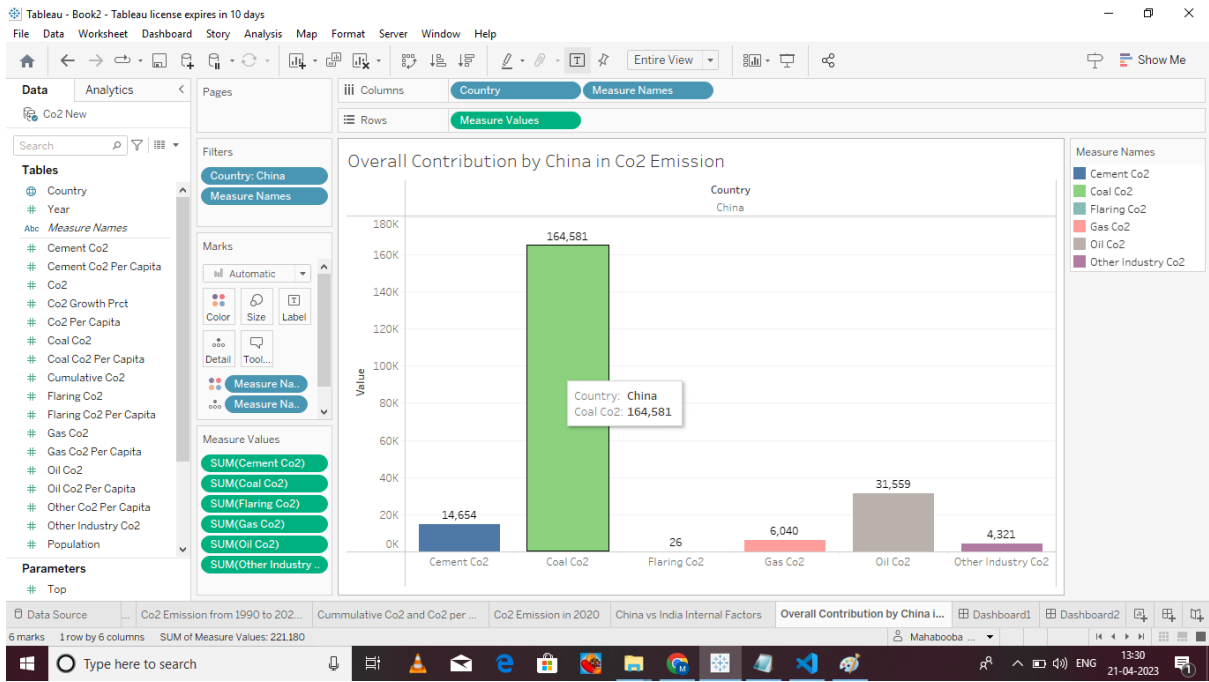 Tableau - Book2 - Tableau license expires in 10 days
File Data Worksheet Dashboard Story Analysis Map Format Server Window Help
Entire View
Show Me
Data Analytics
Co2 New
Search
Tables
Country
Year
Abc Measure Names
Cement Co2
Cement Co2 Per Capita
Co2
Co2 Growth Prct
Co2 Per Capita
Coal Co2
Coal Co2 Per Capita
Cumulative Co2
Flaring Co2
Flaring Co2 Per Capita
Gas Co2
Gas Co2 Per Capita
Oil Co2
Oil Co2 Per Capita
Other Co2 Per Capita
Other Industry Co2
Population
Parameters
Top
Pages
Filters
Country: China
Measure Names
Marks
Automatic
Color Size Label
Detail Tool...
Measure Na..
Measure Na..
Measure Values
SUM(Cement Co2)
SUM(Coal Co2)
SUM(Flaring Co2)
SUM(Gas Co2)
SUM(Oil Co2)
SUM(Other Industry ..
Columns Country Measure Names
Rows Measure Values
Overall Contribution by China in Co2 Emission
Country
China
Value
180K
160K
140K
120K
100K
80K
60K
40K
20K
0K
14,654
164,581
26
6,040
31,559
4,321
Country: China
Coal Co2: 164,581
Cement Co2 Coal Co2 Flaring Co2 Gas Co2 Oil Co2 Other Industry Co2
Measure Names
Cement Co2
Coal Co2
Flaring Co2
Gas Co2
Oil Co2
Other Industry Co2
Data Source ... Co2 Emission from 1990 to 202... Cummulative Co2 and Co2 per ... Co2 Emission in 2020 China vs India Internal Factors Overall Contribution by China i... Dashboard1 Dashboard2
6 marks 1 row by 6 columns SUM of Measure Values: 221,180 Mahabooba ...
Type here to search
ENG
13:30
21-04-2023